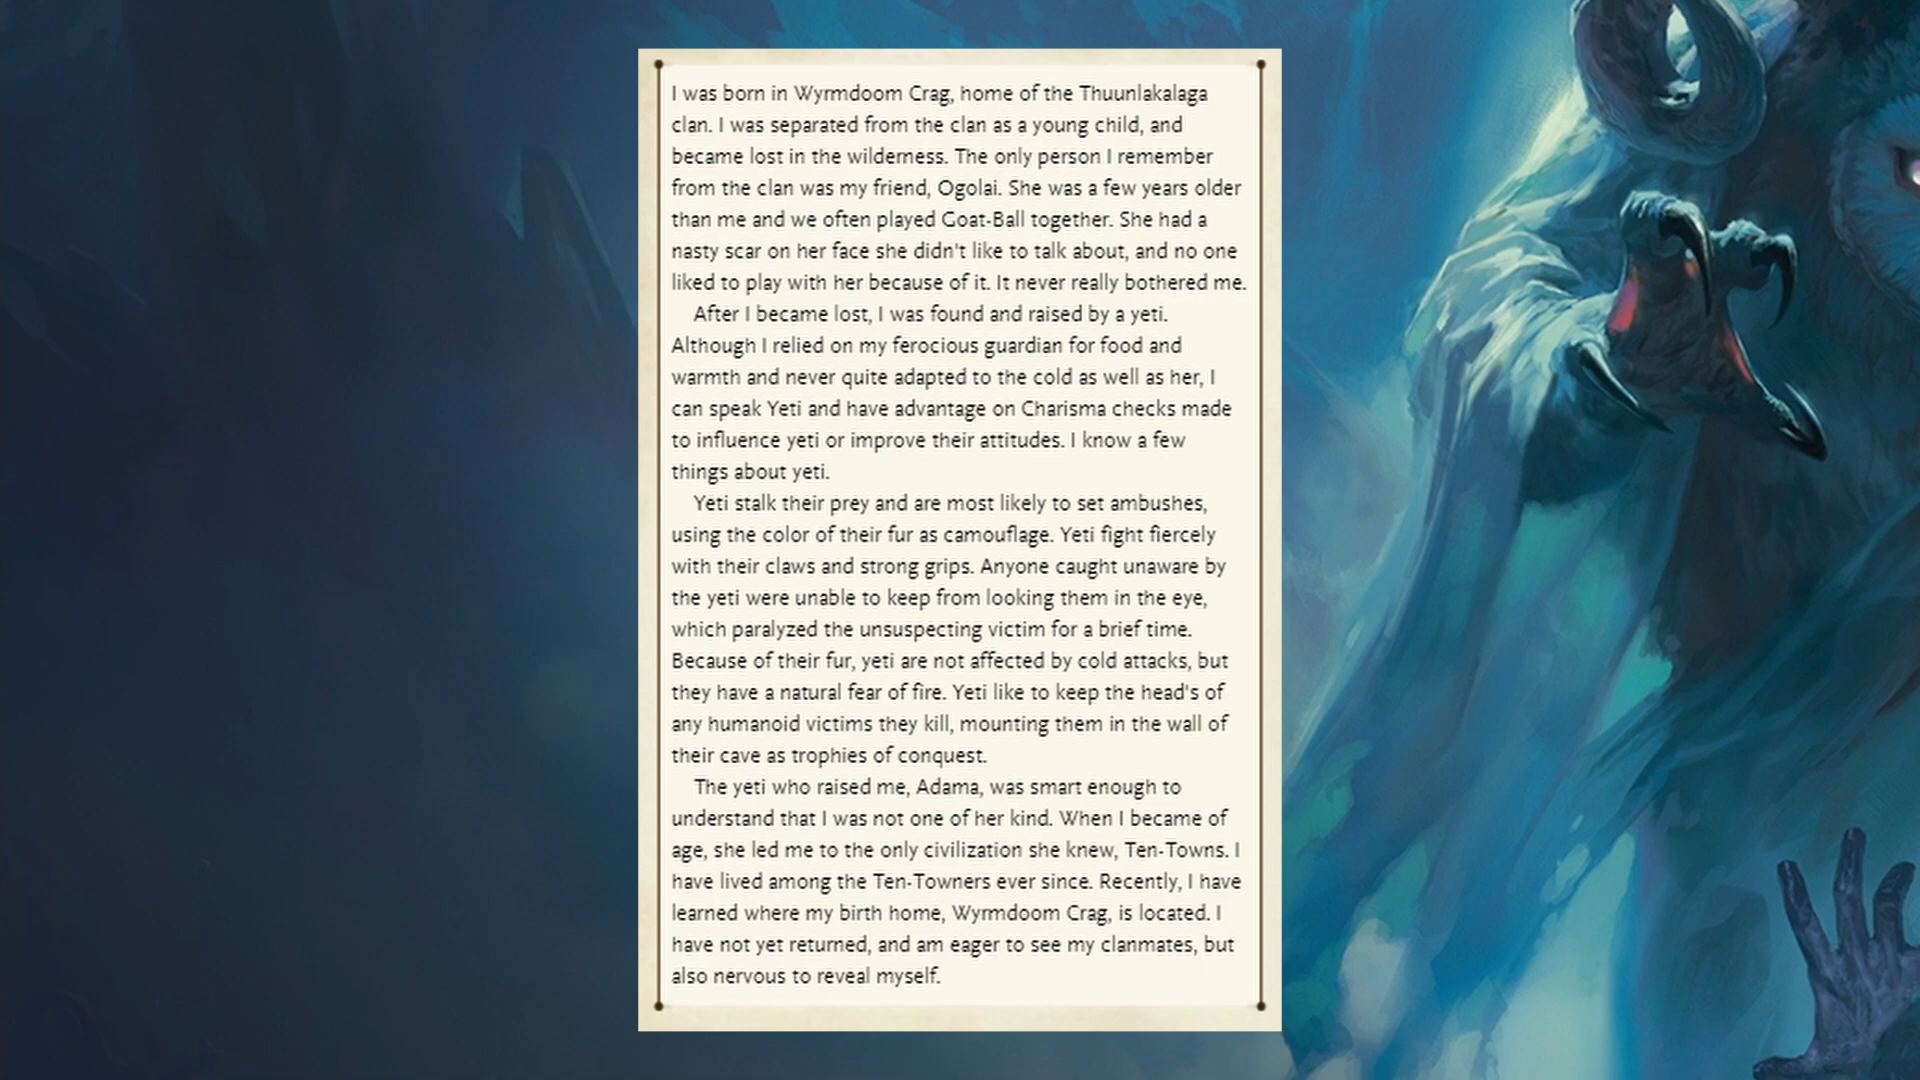 I was born in Wyrmdoom Crag, home of the Thuunlakalaga
clan. I was separated from the clan as a young child, and
became lost in the wilderness. The only person I remember
from the clan was my friend, Ogolai. She was a few years older
than me and we often played Goat-Ball together. She had a
nasty scar on her face she didn't like to talk about, and no one
liked to play with her because of it. It never really bothered me.
After I became lost, I was found and raised by a yeti.
Although I relied on my ferocious guardian for food and
warmth and never quite adapted to the cold as well as her, I
can speak Yeti and have advantage on Charisma checks made
to influence yeti or improve their attitudes. I know a few
things about yeti.
Yeti stalk their prey and are most likely to set ambushes,
using the color of their fur as camouflage. Yeti fight fiercely
with their claws and strong grips. Anyone caught unaware by
the yeti were unable to keep from looking them in the eye,
which paralyzed the unsuspecting victim for a brief time.
Because of their fur, yeti are not affected by cold attacks, but
they have a natural fear of fire. Yeti like to keep the head's of
any humanoid victims they kill, mounting them in the wall of
their cave as trophies of conquest.
The yeti who raised me, Adama, was smart enough to
understand that I was not one of her kind. When I became of
age, she led me to the only civilization she knew, Ten-Towns. I
have lived among the Ten-Towners ever since. Recently, I have
learned where my birth home, Wyrmdoom Crag, is located. I
have not yet returned, and am eager to see my clanmates, but
also nervous to reveal myself.